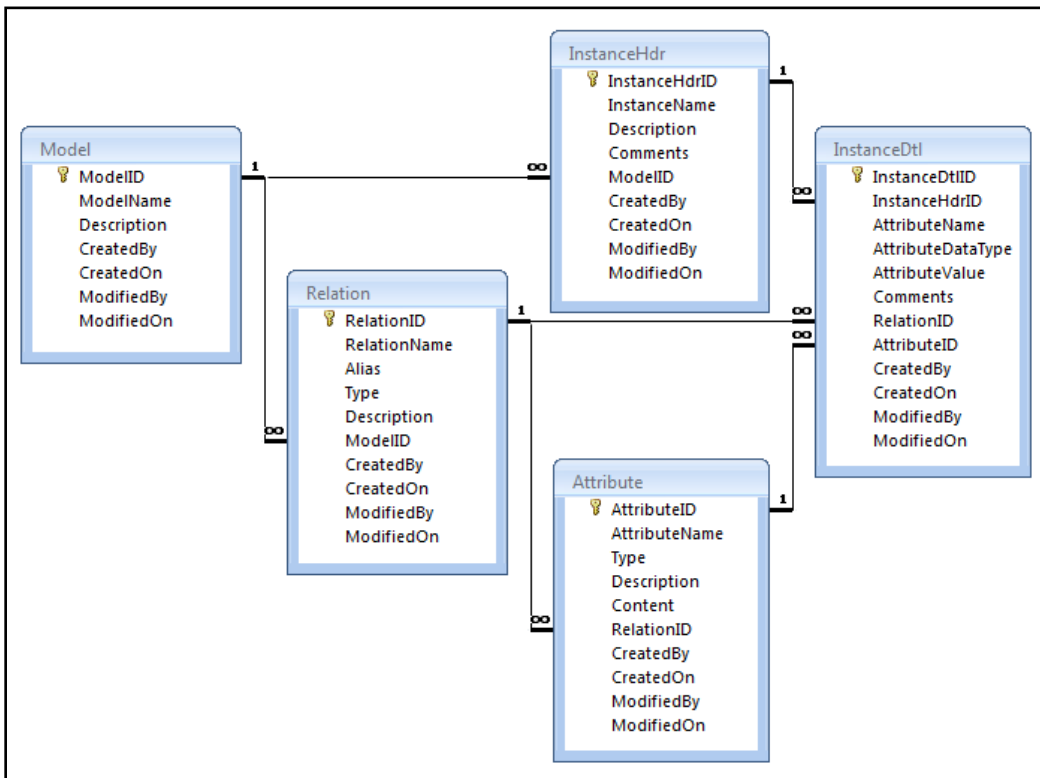 Model
ModelID
ModelName
Description
CreatedBy
CreatedOn
ModifiedBy
ModifiedOn
1
∞
∞
InstanceHdr
InstanceHdrID
InstanceName
Description
Comments
ModelID
CreatedBy
CreatedOn
ModifiedBy
ModifiedOn
1
∞
Relation
RelationID
RelationName
Alias
Type
Description
ModelID
CreatedBy
CreatedOn
ModifiedBy
ModifiedOn
1
∞
∞
Attribute
AttributeID
AttributeName
Type
Description
Content
RelationID
CreatedBy
CreatedOn
ModifiedBy
ModifiedOn
1
∞
InstanceDtl
InstanceDtlID
InstanceHdrID
AttributeName
AttributeDataType
AttributeValue
Comments
RelationID
AttributeID
CreatedBy
CreatedOn
ModifiedBy
ModifiedOn